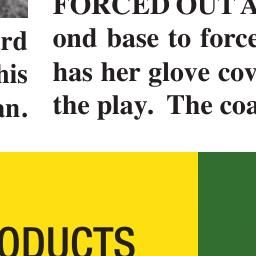 rd
his
an.
FORCED OUT A
ond base to force
has her glove cov
the play. The coa
ODUCTS